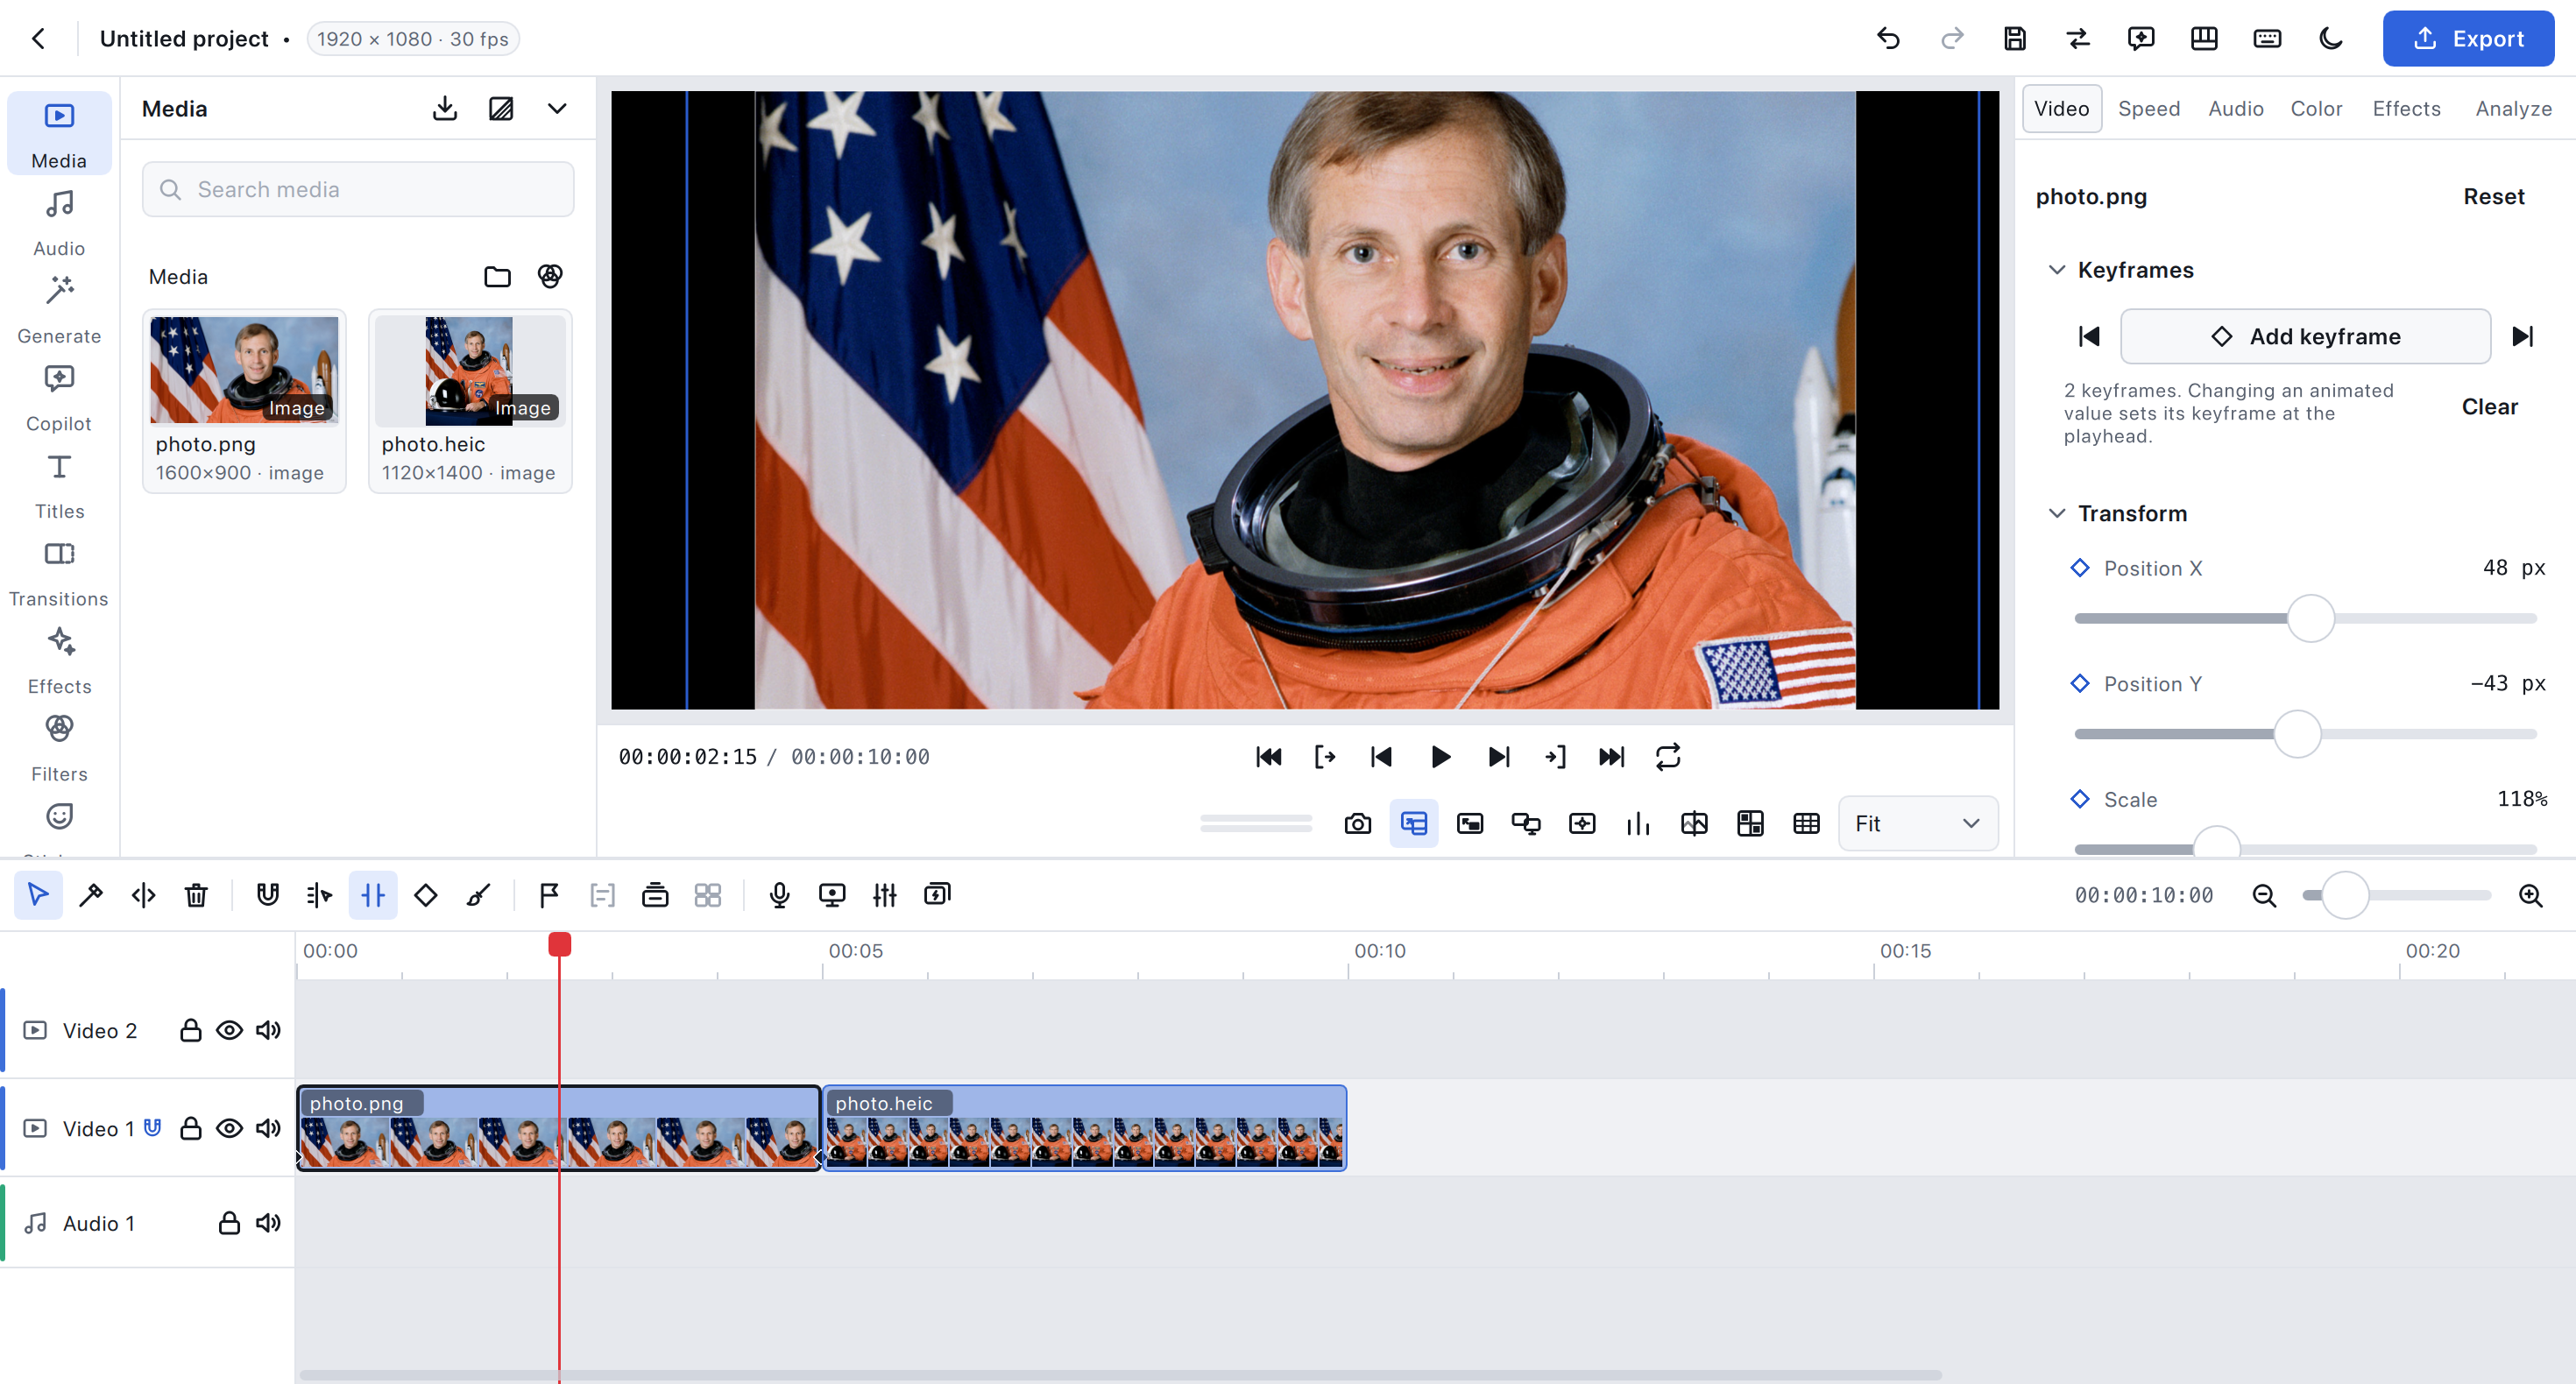 Untitled project • 1920 × 1080 · 30 fps
Export
Media
Audio
Generate
Copilot
Titles
Transitions
Effects
Filters
Media
Search media
Media
Image
photo.png
1600×900 · image
Image
photo.heic
1120×1400 · image
00:00:02:15 / 00:00:10:00
Fit
Video Speed Audio Color Effects Analyze
photo.png Reset
Keyframes
Add keyframe
2 keyframes. Changing an animated
value sets its keyframe at the
playhead.
Clear
Transform
Position X 48 px
Position Y −43 px
Scale 118%
00:00:10:00
00:00 00:05 00:10 00:15 00:20
Video 2
Video 1
photo.png photo.heic
Audio 1